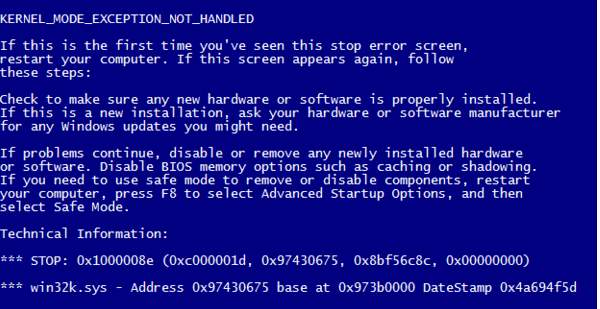 KERNEL_MODE_EXCEPTION_NOT_HANDLED
If this is the first time you've seen this stop error screen,
restart your computer. If this screen appears again, follow
these steps:
Check to make sure any new hardware or software is properly installed.
If this is a new installation, ask your hardware or software manufacturer
for any Windows updates you might need.
If problems continue, disable or remove any newly installed hardware
or software. Disable BIOS memory options such as caching or shadowing.
If you need to use safe mode to remove or disable components, restart
your computer, press F8 to select Advanced Startup Options, and then
select Safe Mode.
Technical Information:
*** STOP: 0x1000008e (0xc000001d, 0x97430675, 0x8bf56c8c, 0x00000000)
*** win32k.sys - Address 0x97430675 base at 0x973b0000 DateStamp 0x4a694f5d